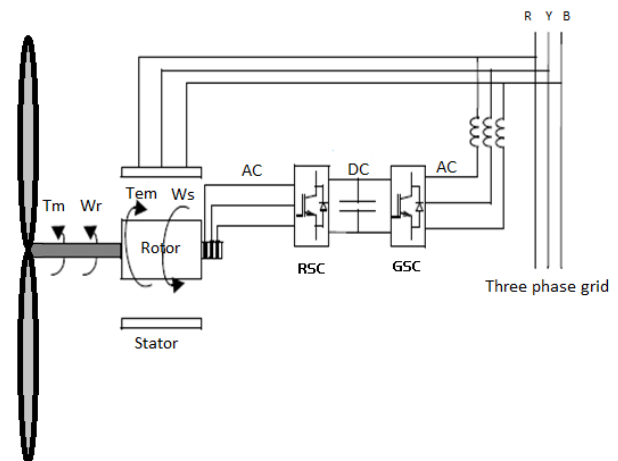 R Y B
AC DC AC
Tem Ws
Tm Wr
Rotor
RSC GSC
Three phase grid
Stator